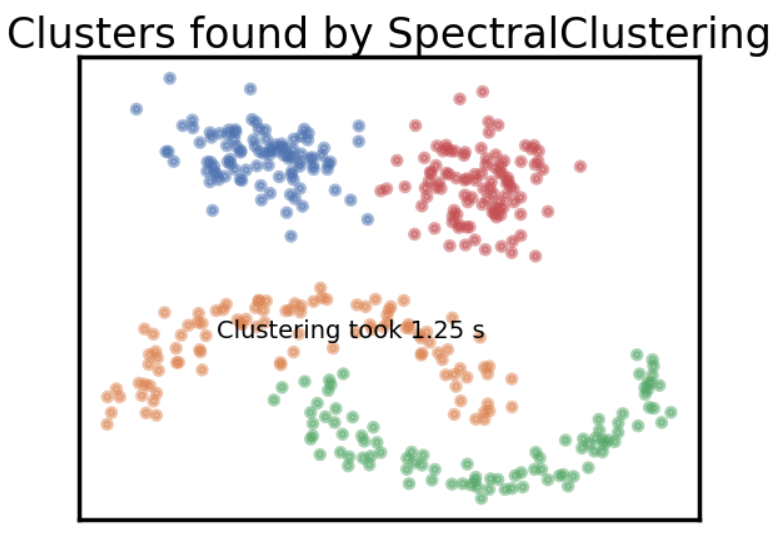 Clusters found by SpectralClustering
Clustering took 1.25 s